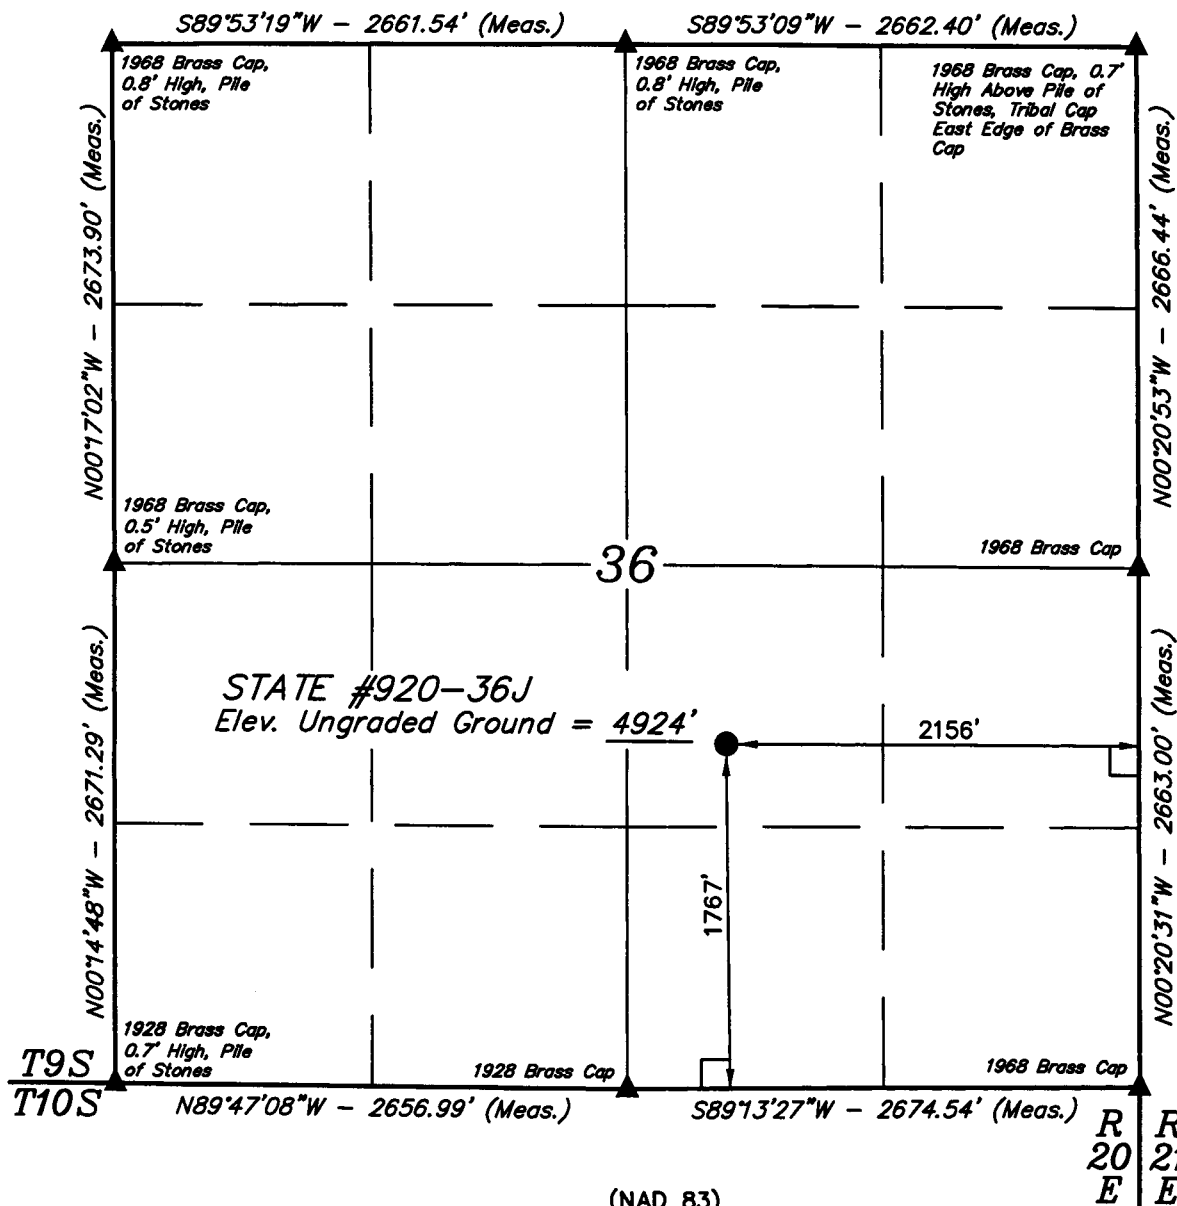 S89°53'19"W - 2661.54' (Meas.)
S89°53'09"W - 2662.40' (Meas.)
1968 Brass Cap,
0.8' High, Pile
of Stones
1968 Brass Cap,
0.8' High, Pile
of Stones
1968 Brass Cap, 0.7'
High Above Pile of
Stones, Tribal Cap
East Edge of Brass
Cap
N00°17'02"W - 2673.90' (Meas.)
N00°20'53"W - 2666.44' (Meas.)
1968 Brass Cap,
0.5' High, Pile
of Stones
1968 Brass Cap
36
STATE #920-36J
Elev. Ungraded Ground = 4924'
2156'
1767'
N00°14'48"W - 2671.29' (Meas.)
N00°20'31"W - 2663.00' (Meas.)
1928 Brass Cap,
0.7' High, Pile
of Stones
1928 Brass Cap
1968 Brass Cap
T9S
T10S
N89°47'08"W - 2656.99' (Meas.)
S89°13'27"W - 2674.54' (Meas.)
R
20
E
R
21
E
(NAD 83)